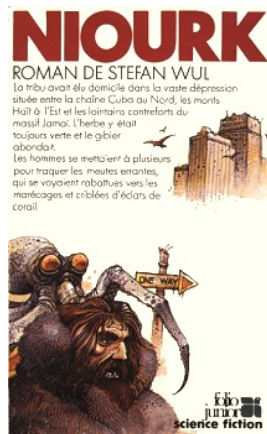 NIOURK
ROMAN DE STEFAN WUL
La tribu avait élu domicile dans la vaste dépression
située entre la chaîne Cuba au Nord, les monts
Haït à l'Est et les lointains contreforts du
massif Jamaï. L'herbe y était
toujours verte et le gibier
abondait.
Les hommes se mettaient à plusieurs
pour traquer les meutes errantes,
qui se voyaient rabattues vers les
marécages et criblées d'éclats de
corail.
ONE WAY
folio
junior
science fiction